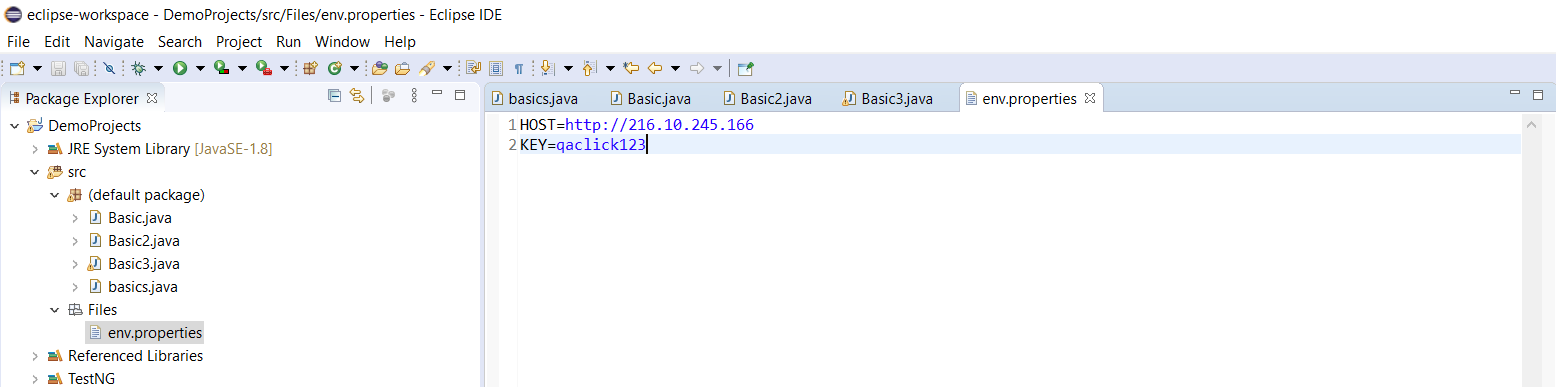 eclipse-workspace - DemoProjects/src/Files/env.properties - Eclipse IDE
File Edit Navigate Search Project Run Window Help
Package Explorer
DemoProjects
JRE System Library [JavaSE-1.8]
src
(default package)
Basic.java
Basic2.java
Basic3.java
basics.java
Files
env.properties
Referenced Libraries
TestNG
basics.java Basic.java Basic2.java Basic3.java env.properties
1 HOST=http://216.10.245.166
2 KEY=qaclick123